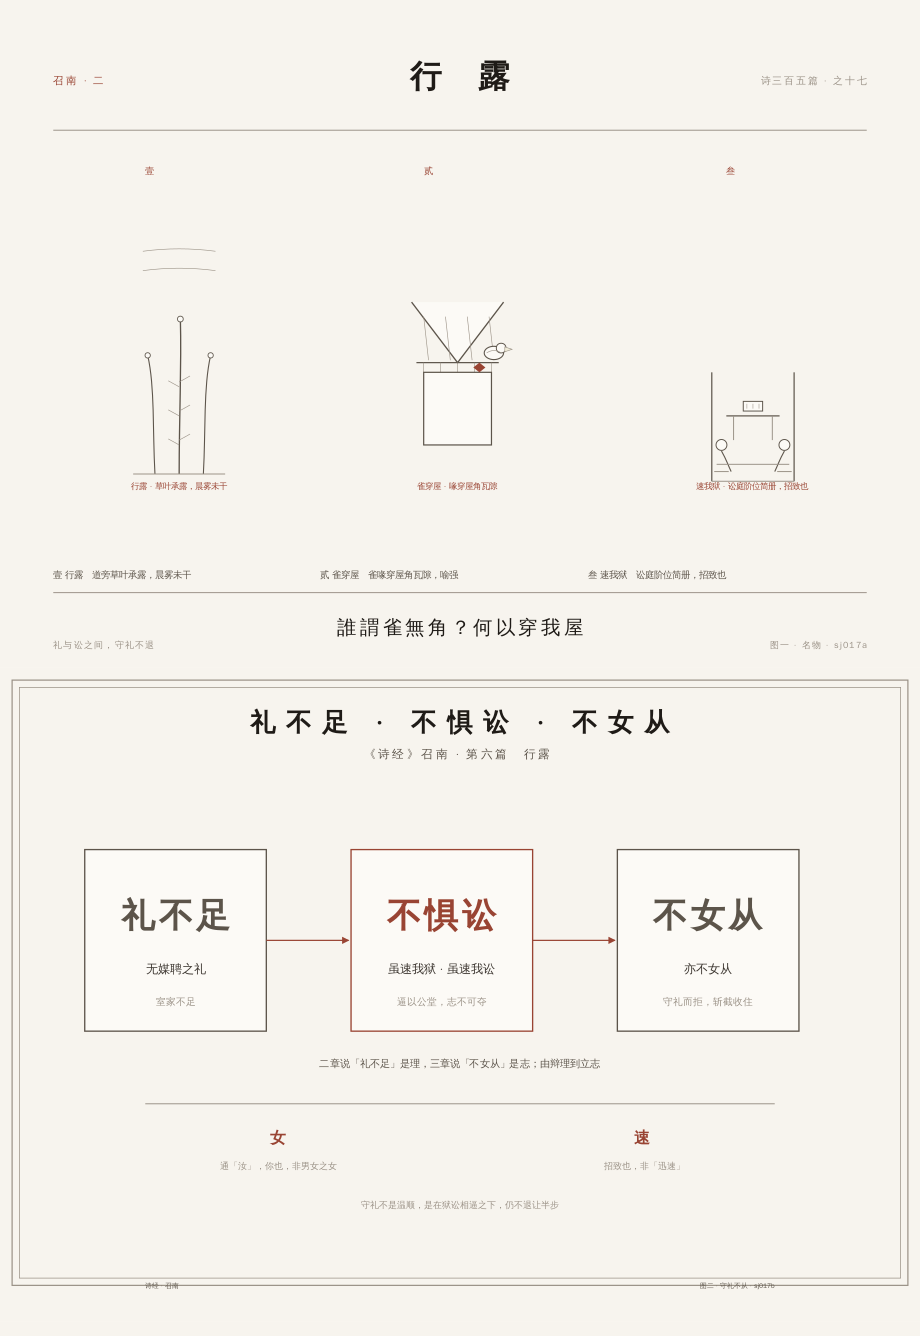 召南 · 二
行 露
诗三百五篇 · 之十七
壹
贰
叁
行露 · 草叶承露，晨雾未干
雀穿屋 · 喙穿屋角瓦隙
速我狱 · 讼庭阶位简册，招致也
壹 行露 道旁草叶承露，晨雾未干
贰 雀穿屋 雀喙穿屋角瓦隙，喻强
叁 速我狱 讼庭阶位简册，招致也
誰謂雀無角？何以穿我屋
礼与讼之间，守礼不退
图一 · 名物 · sj017a
礼不足 · 不惧讼 · 不女从
《诗经》召南 · 第六篇 行露
礼不足
无媒聘之礼
室家不足
不惧讼
虽速我狱 · 虽速我讼
逼以公堂，志不可夺
不女从
亦不女从
守礼而拒，斩截收住
二章说「礼不足」是理，三章说「不女从」是志；由辩理到立志
女
通「汝」，你也，非男女之女
速
招致也，非「迅速」
守礼不是温顺，是在狱讼相逼之下，仍不退让半步
诗经 · 召南
图二 · 守礼不从 · sj017b